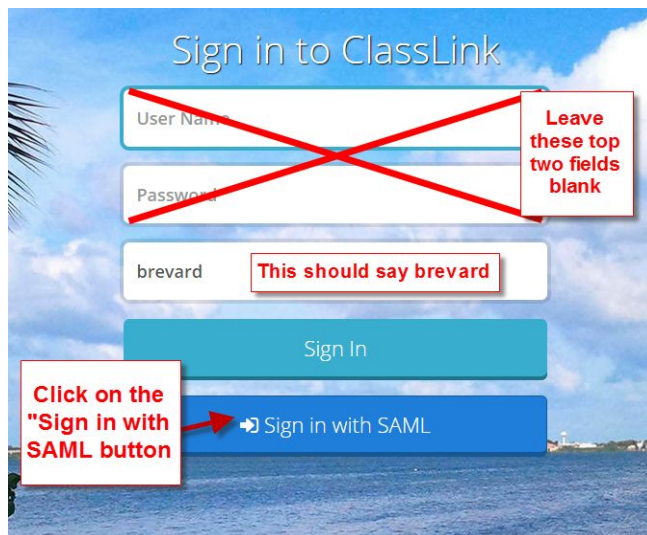 Sign in to ClassLink
User Name
Leave
these top
two fields
blank
Password
brevard
This should say brevard
Sign In
Click on the
"Sign in with
SAML button
Sign in with SAML